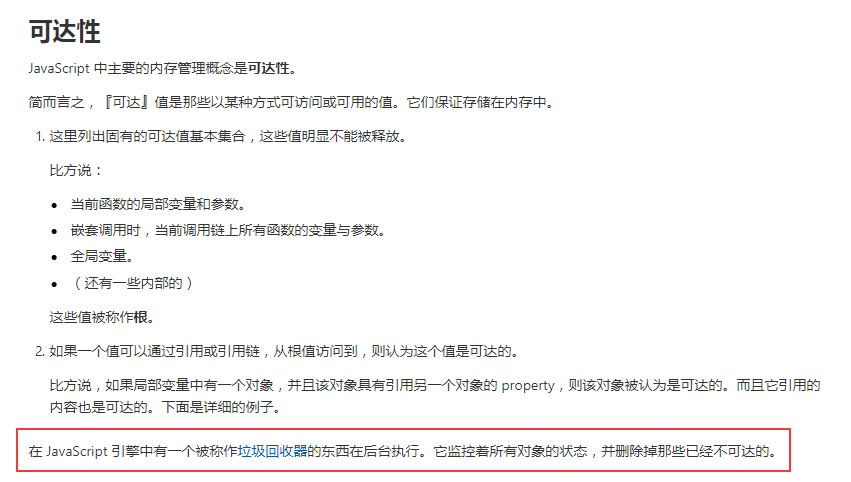 可达性
JavaScript 中主要的内存管理概念是可达性。
简而言之，『可达』值是那些以某种方式可访问或可用的值。它们保证存储在内存中。
1. 这里列出固有的可达值基本集合，这些值明显不能被释放。
比方说：
• 当前函数的局部变量和参数。
• 嵌套调用时，当前调用链上所有函数的变量与参数。
• 全局变量。
• （还有一些内部的）
这些值被称作根。
2. 如果一个值可以通过引用或引用链，从根值访问到，则认为这个值是可达的。
比方说，如果局部变量中有一个对象，并且该对象具有引用另一个对象的 property，则该对象被认为是可达的。而且它引用的
内容也是可达的。下面是详细的例子。
在 JavaScript 引擎中有一个被称作垃圾回收器的东西在后台执行。它监控着所有对象的状态，并删除掉那些已经不可达的。